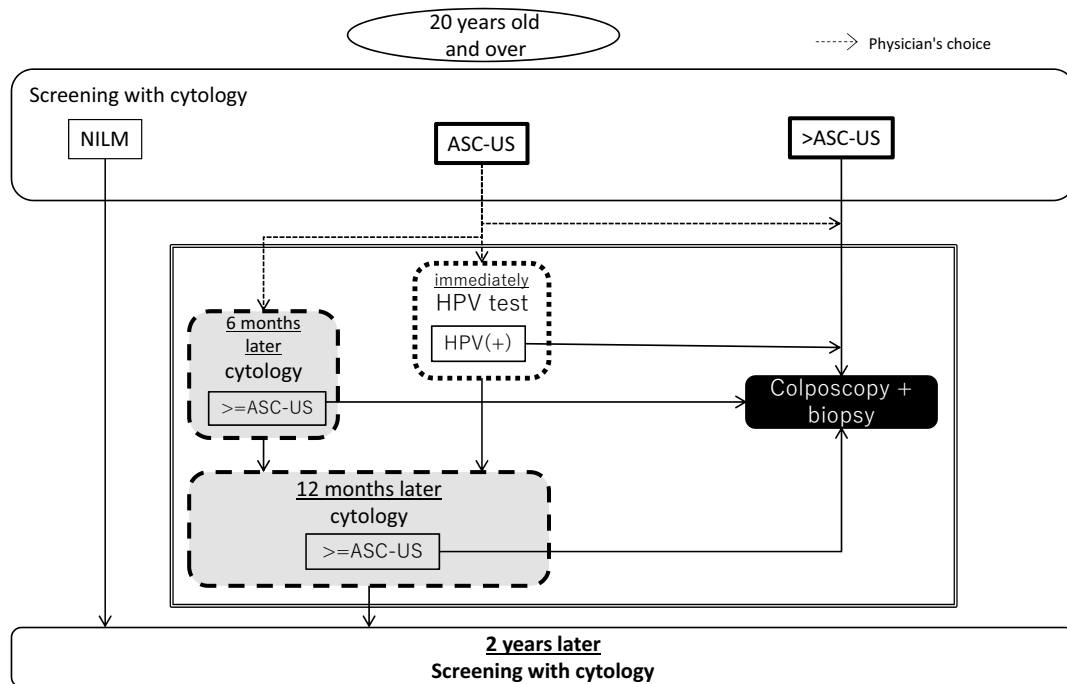 20 years old
and over
Physician's choice
Screening with cytology
NILM
ASC-US
>ASC-US
immediately
HPV test
HPV(+)
6 months
later
cytology
>=ASC-US
Colposcopy +
biopsy
12 months later
cytology
>=ASC-US
2 years later
Screening with cytology